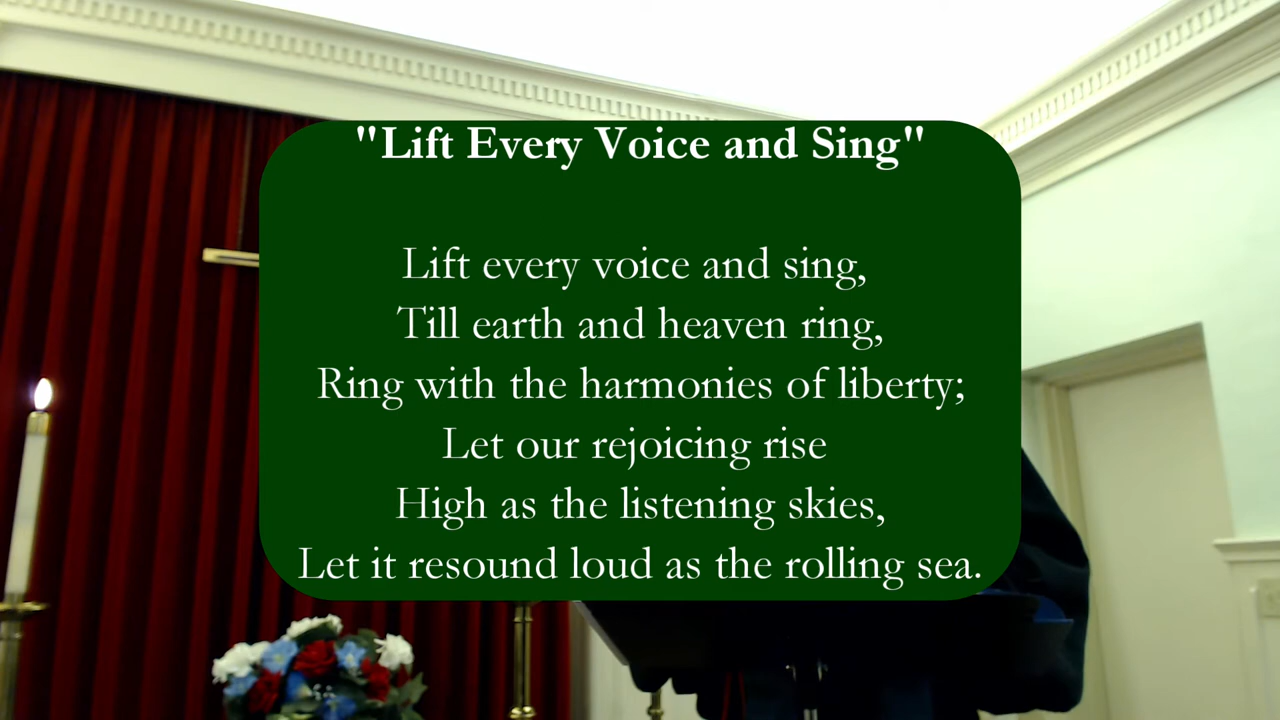 "Lift Every Voice and Sing"
Lift every voice and sing,
Till earth and heaven ring,
Ring with the harmonies of liberty;
Let our rejoicing rise
High as the listening skies,
Let it resound loud as the rolling sea.